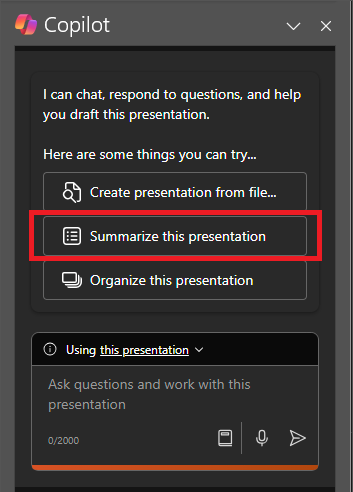 Copilot
I can chat, respond to questions, and help
you draft this presentation.
Here are some things you can try...
Create presentation from file...
Summarize this presentation
Organize this presentation
Using this presentation
Ask questions and work with this
presentation
0/2000